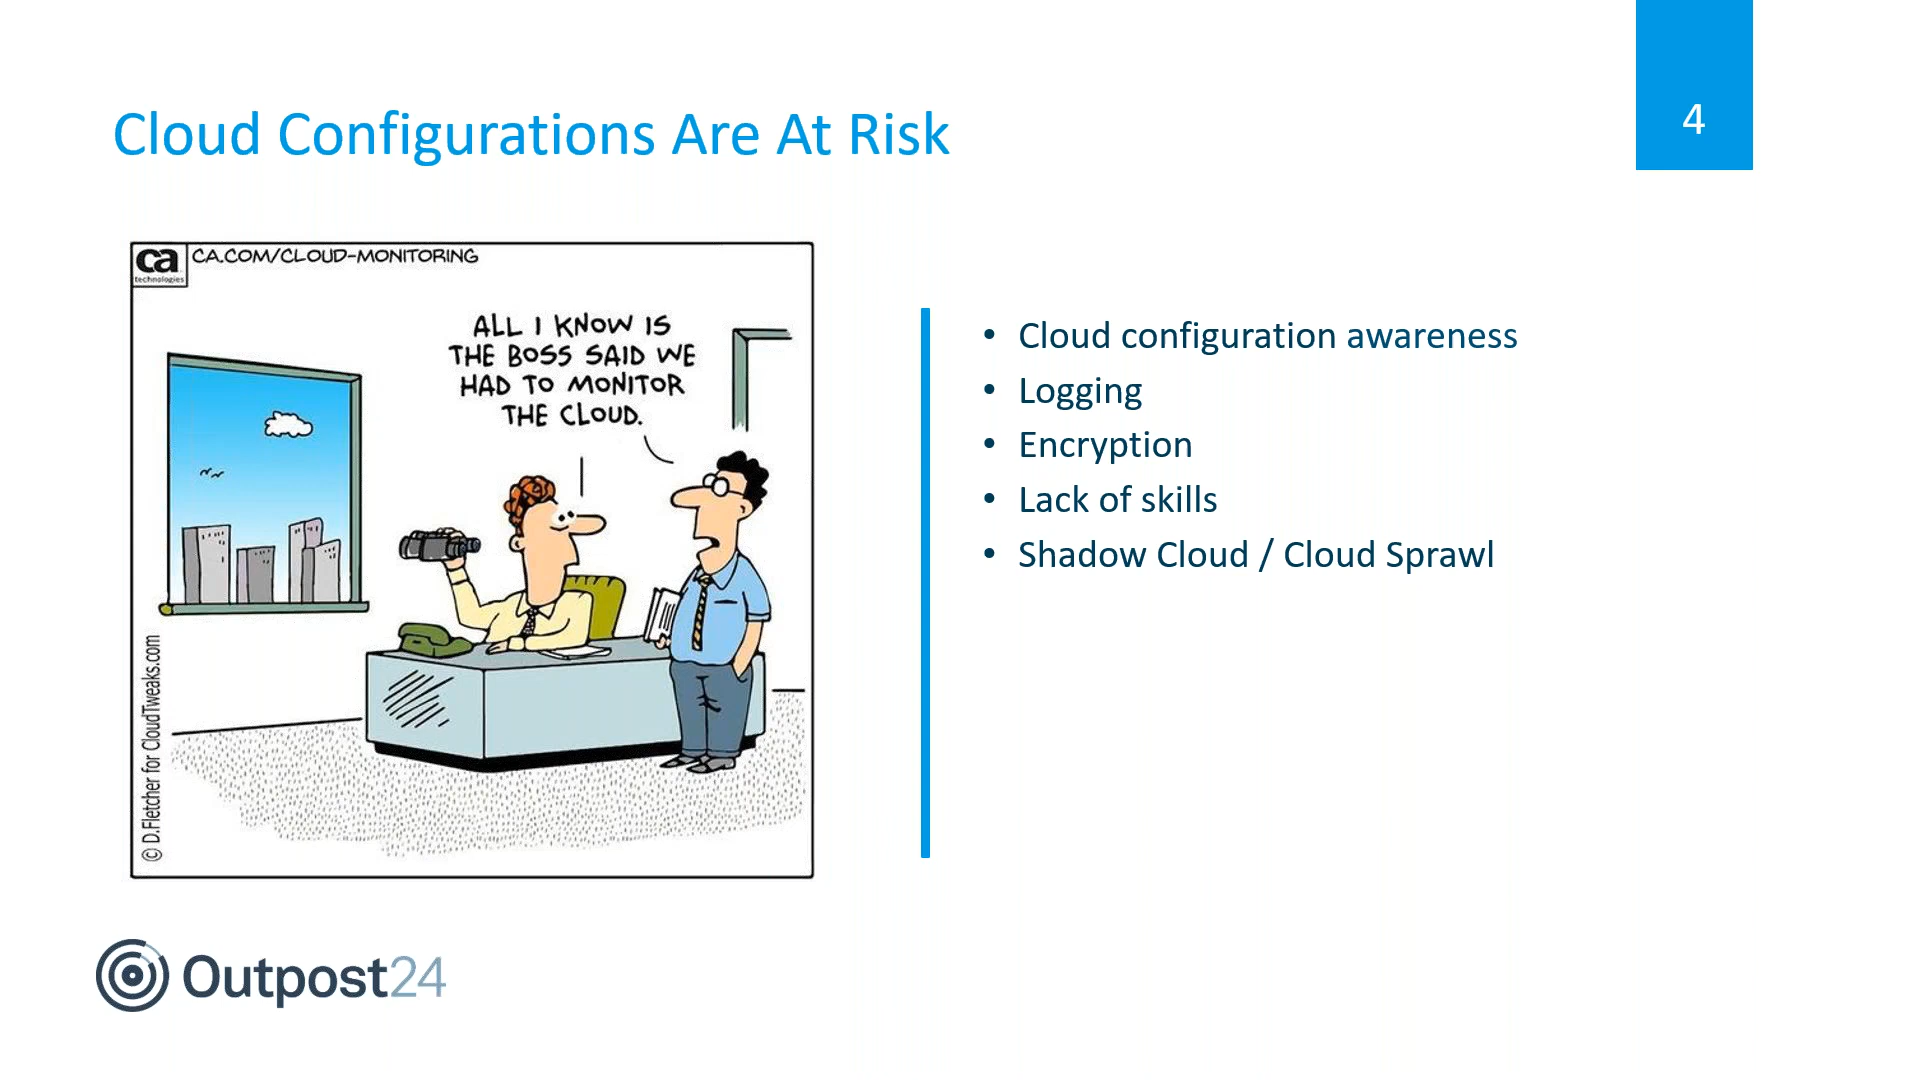 Cloud Configurations Are At Risk
4
ca
technologies
CA.COM/CLOUD-MONITORING
ALL I KNOW IS
THE BOSS SAID WE
HAD TO MONITOR
THE CLOUD.
© D.Fletcher for CloudTweaks.com
• Cloud configuration awareness
• Logging
• Encryption
• Lack of skills
• Shadow Cloud / Cloud Sprawl
Outpost24